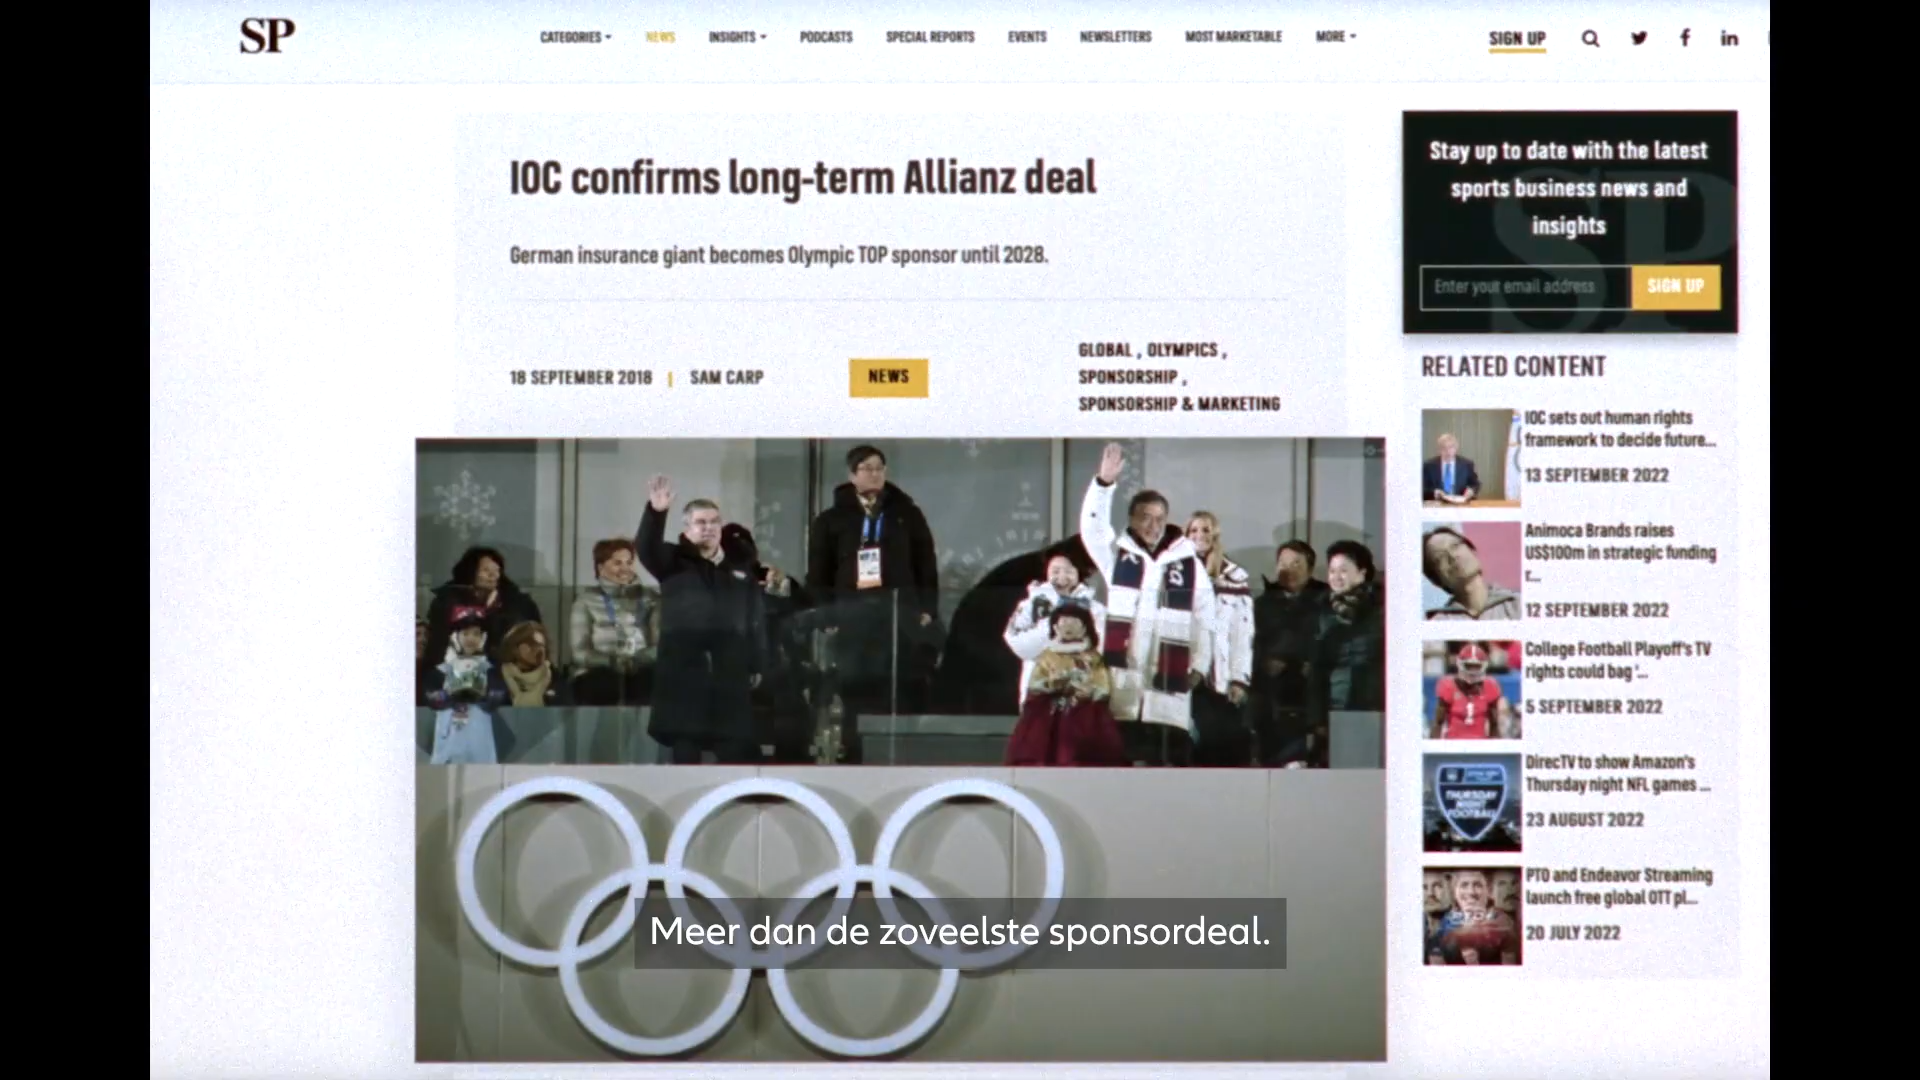 SP
CATEGORIES
NEWS
INSIGHTS
PODCASTS
SPECIAL REPORTS
EVENTS
NEWSLETTERS
MOST MARKETABLE
MORE
SIGN UP
IOC confirms long-term Allianz deal
German insurance giant becomes Olympic TOP sponsor until 2028.
18 SEPTEMBER 2018 | SAM CARP
NEWS
GLOBAL , OLYMPICS ,
SPONSORSHIP ,
SPONSORSHIP & MARKETING
Meer dan de zoveelste sponsordeal.
Stay up to date with the latest
sports business news and
insights
Enter your email address
SIGN UP
RELATED CONTENT
IOC sets out human rights
framework to decide future...
13 SEPTEMBER 2022
Animoca Brands raises
US$100m in strategic funding
r...
12 SEPTEMBER 2022
College Football Playoff's TV
rights could bag '...
5 SEPTEMBER 2022
DirecTV to show Amazon's
Thursday night NFL games ...
23 AUGUST 2022
THURSDAY
NIGHT
FOOTBALL
PTO and Endeavor Streaming
launch free global OTT pl...
20 JULY 2022